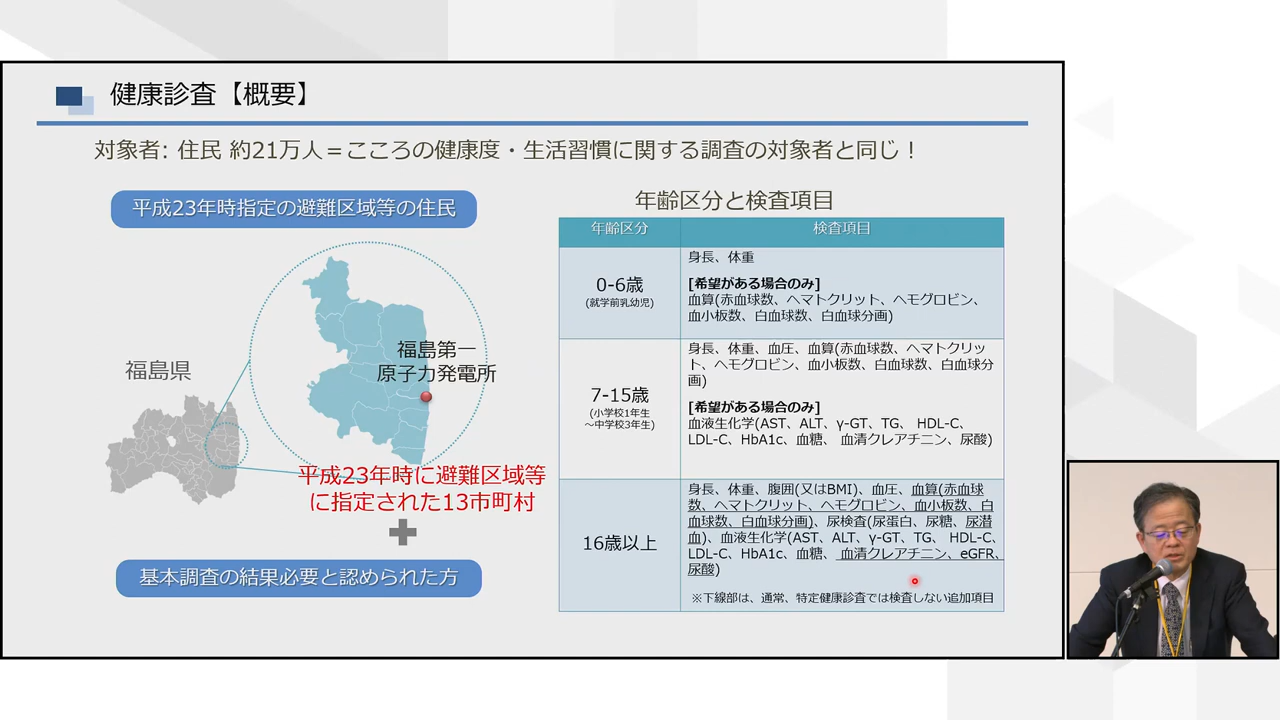 健康診査【概要】
対象者: 住民 約21万人＝こころの健康度・生活習慣に関する調査の対象者と同じ！
平成23年時指定の避難区域等の住民
福島県
福島第一
原子力発電所
平成23年時に避難区域等
に指定された13市町村
基本調査の結果必要と認められた方
年齢区分と検査項目
年齢区分
検査項目
0-6歳
(就学前乳幼児)
身長、体重
[希望がある場合のみ]
血算(赤血球数、ヘマトクリット、ヘモグロビン、
血小板数、白血球数、白血球分画)
7-15歳
(小学校1年生
～中学校3年生)
身長、体重、血圧、血算(赤血球数、ヘマトクリッ
ト、ヘモグロビン、血小板数、白血球数、白血球分
画)
[希望がある場合のみ]
血液生化学(AST、ALT、γ-GT、TG、 HDL-C、
LDL-C、HbA1c、血糖、 血清クレアチニン、尿酸)
16歳以上
身長、体重、腹囲(又はBMI)、血圧、血算(赤血球
数、ヘマトクリット、ヘモグロビン、血小板数、白
血球数、白血球分画)、尿検査(尿蛋白、尿糖、尿潜
血)、血液生化学(AST、ALT、γ-GT、TG、 HDL-C、
LDL-C、HbA1c、血糖、 血清クレアチニン、eGFR、
尿酸)
※下線部は、通常、特定健康診査では検査しない追加項目